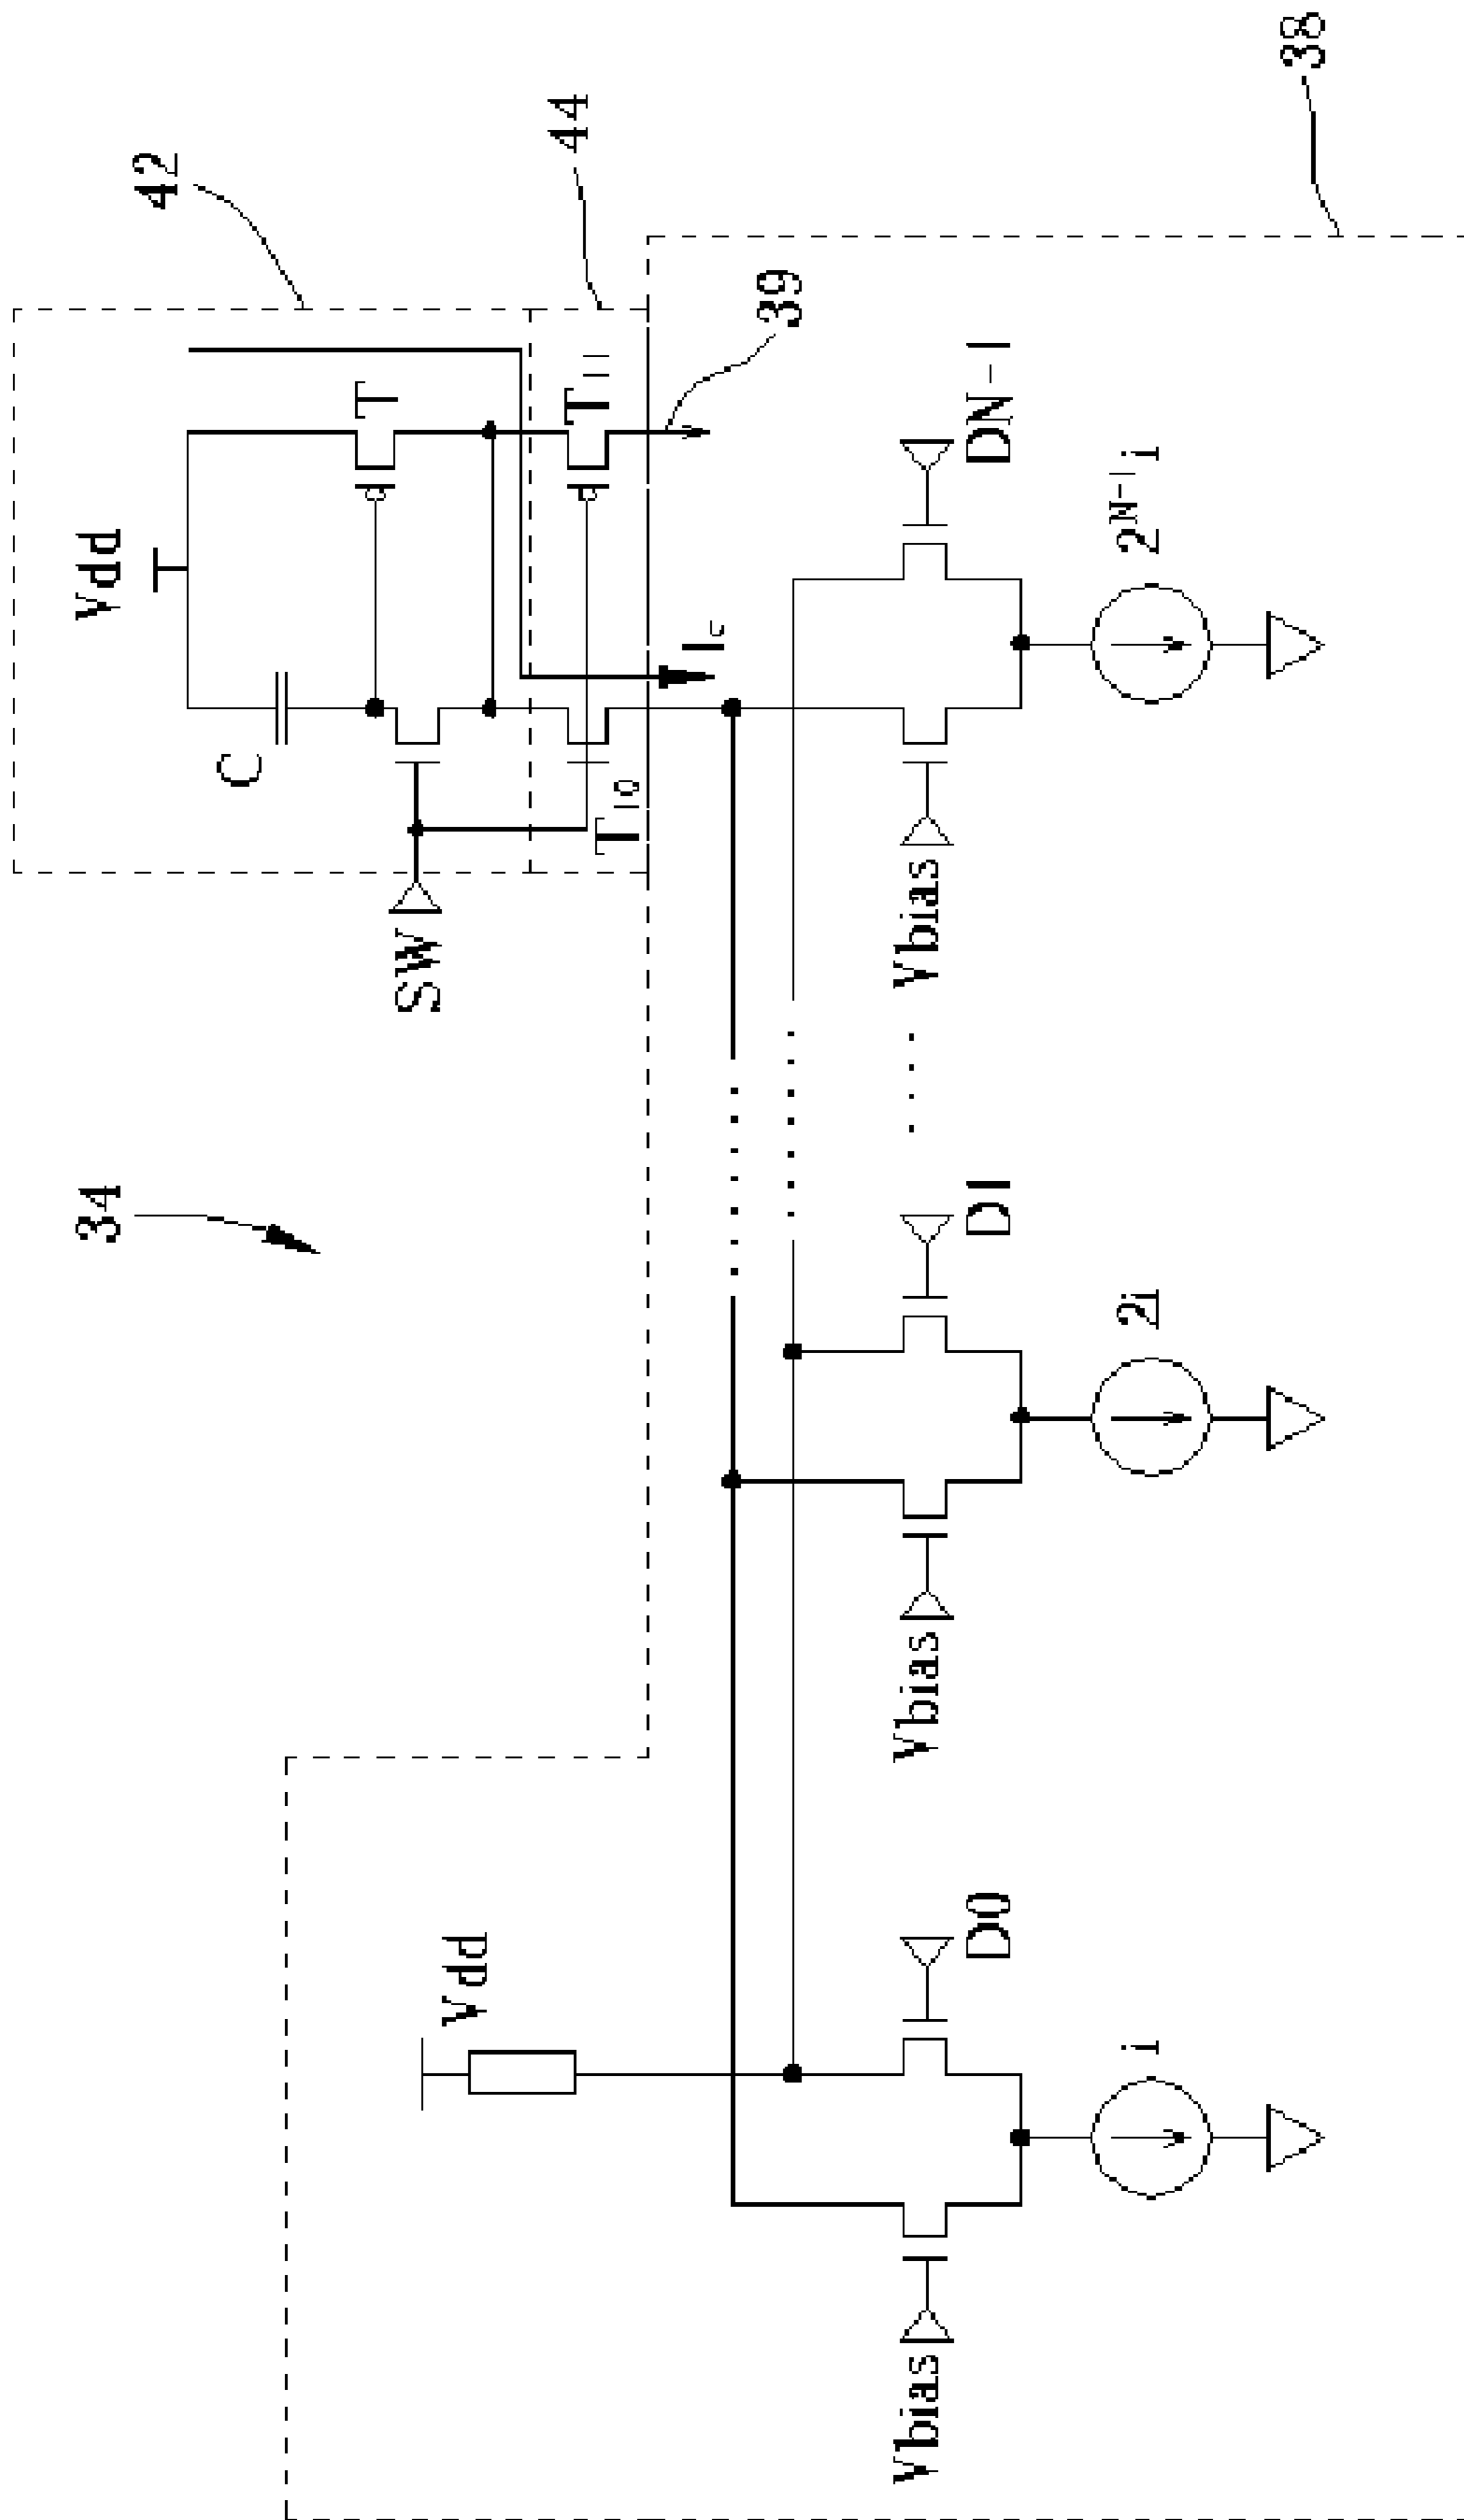 34
Vdd
42
C
T
SW
Vdd
44
T₁₁
T₁₀
I꜀
39
Vbias
Vbias
Vbias
D0
D1
DN-1
i
2i
2ᴺ⁻¹i
38